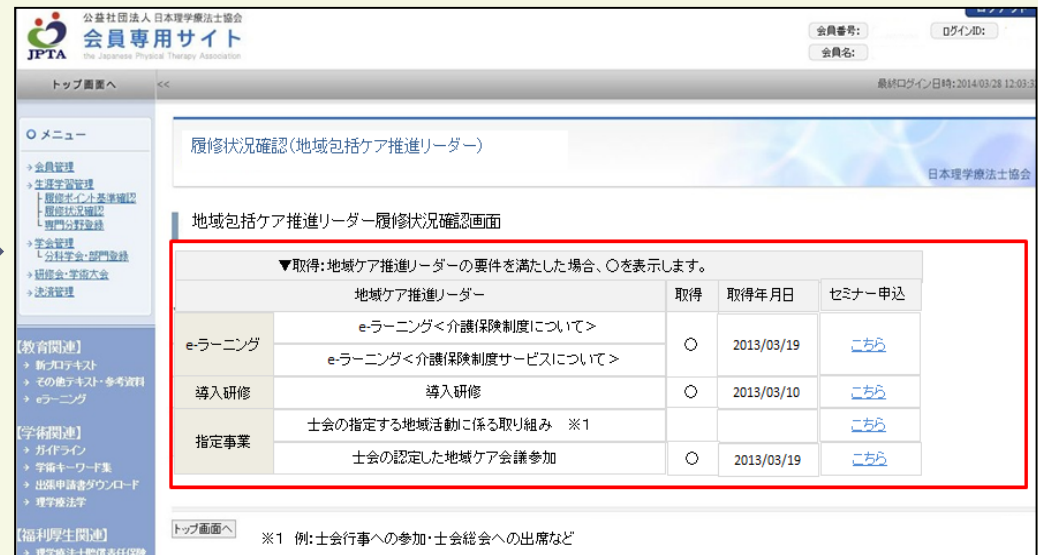 公益社団法人 日本理学療法士協会
会員専用サイト
JPTA
the Japanese Physical Therapy Association
ログアウト
会員番号:
ログインID:
会員名:
トップ画面へ
<<
最終ログイン日時:2014/03/28 12:03:3
メニュー
会員管理
生涯学習管理
履修ポイント基準確認
履修状況確認
専門分野登録
学会管理
分科学会・部門登録
研修会・学術大会
決済管理
【教育関連】
新プロテキスト
その他テキスト・参考資料
eラーニング
【学術関連】
ガイドライン
学術キーワード集
出張申請書ダウンロード
理学療法学
【福利厚生関連】
理学療法士賠償責任保険
履修状況確認(地域包括ケア推進リーダー)
日本理学療法士協会
地域包括ケア推進リーダー履修状況確認画面
▼取得:地域ケア推進リーダーの要件を満たした場合、○を表示します。
地域ケア推進リーダー 取得 取得年月日 セミナー申込
e-ラーニング
e-ラーニング<介護保険制度について>
e-ラーニング<介護保険制度サービスについて>
○ 2013/03/19 こちら
導入研修 導入研修 ○ 2013/03/10 こちら
指定事業
士会の指定する地域活動に係る取り組み ※1 こちら
士会の認定した地域ケア会議参加 ○ 2013/03/19 こちら
トップ画面へ
※1 例:士会行事への参加・士会総会への出席など